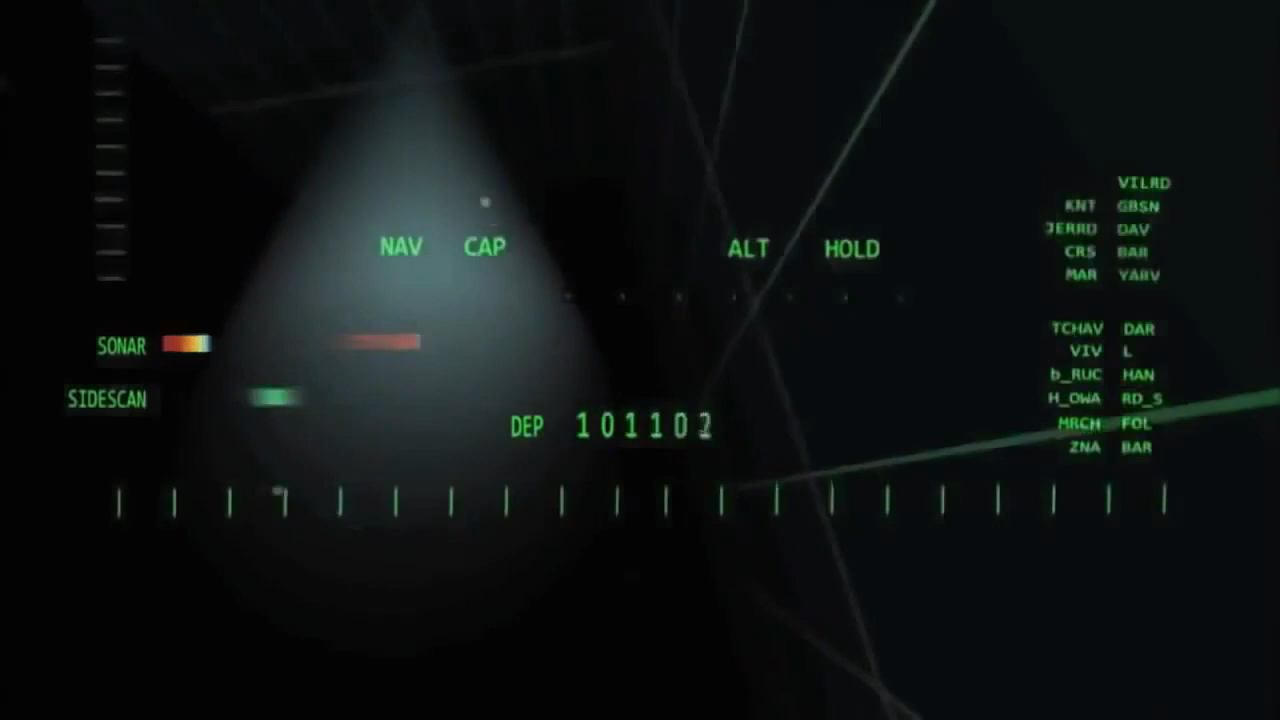 NAV CAP ALT HOLD
SONAR
SIDESCAN
DEP 101102
VILRD
KNT GBSN
JERRD DAV
CRS BAR
MAR YARV
TCHAV DAR
VIV L
b_RUC HAN
H_OWA RD_S
MRCH FOL
ZNA BAR